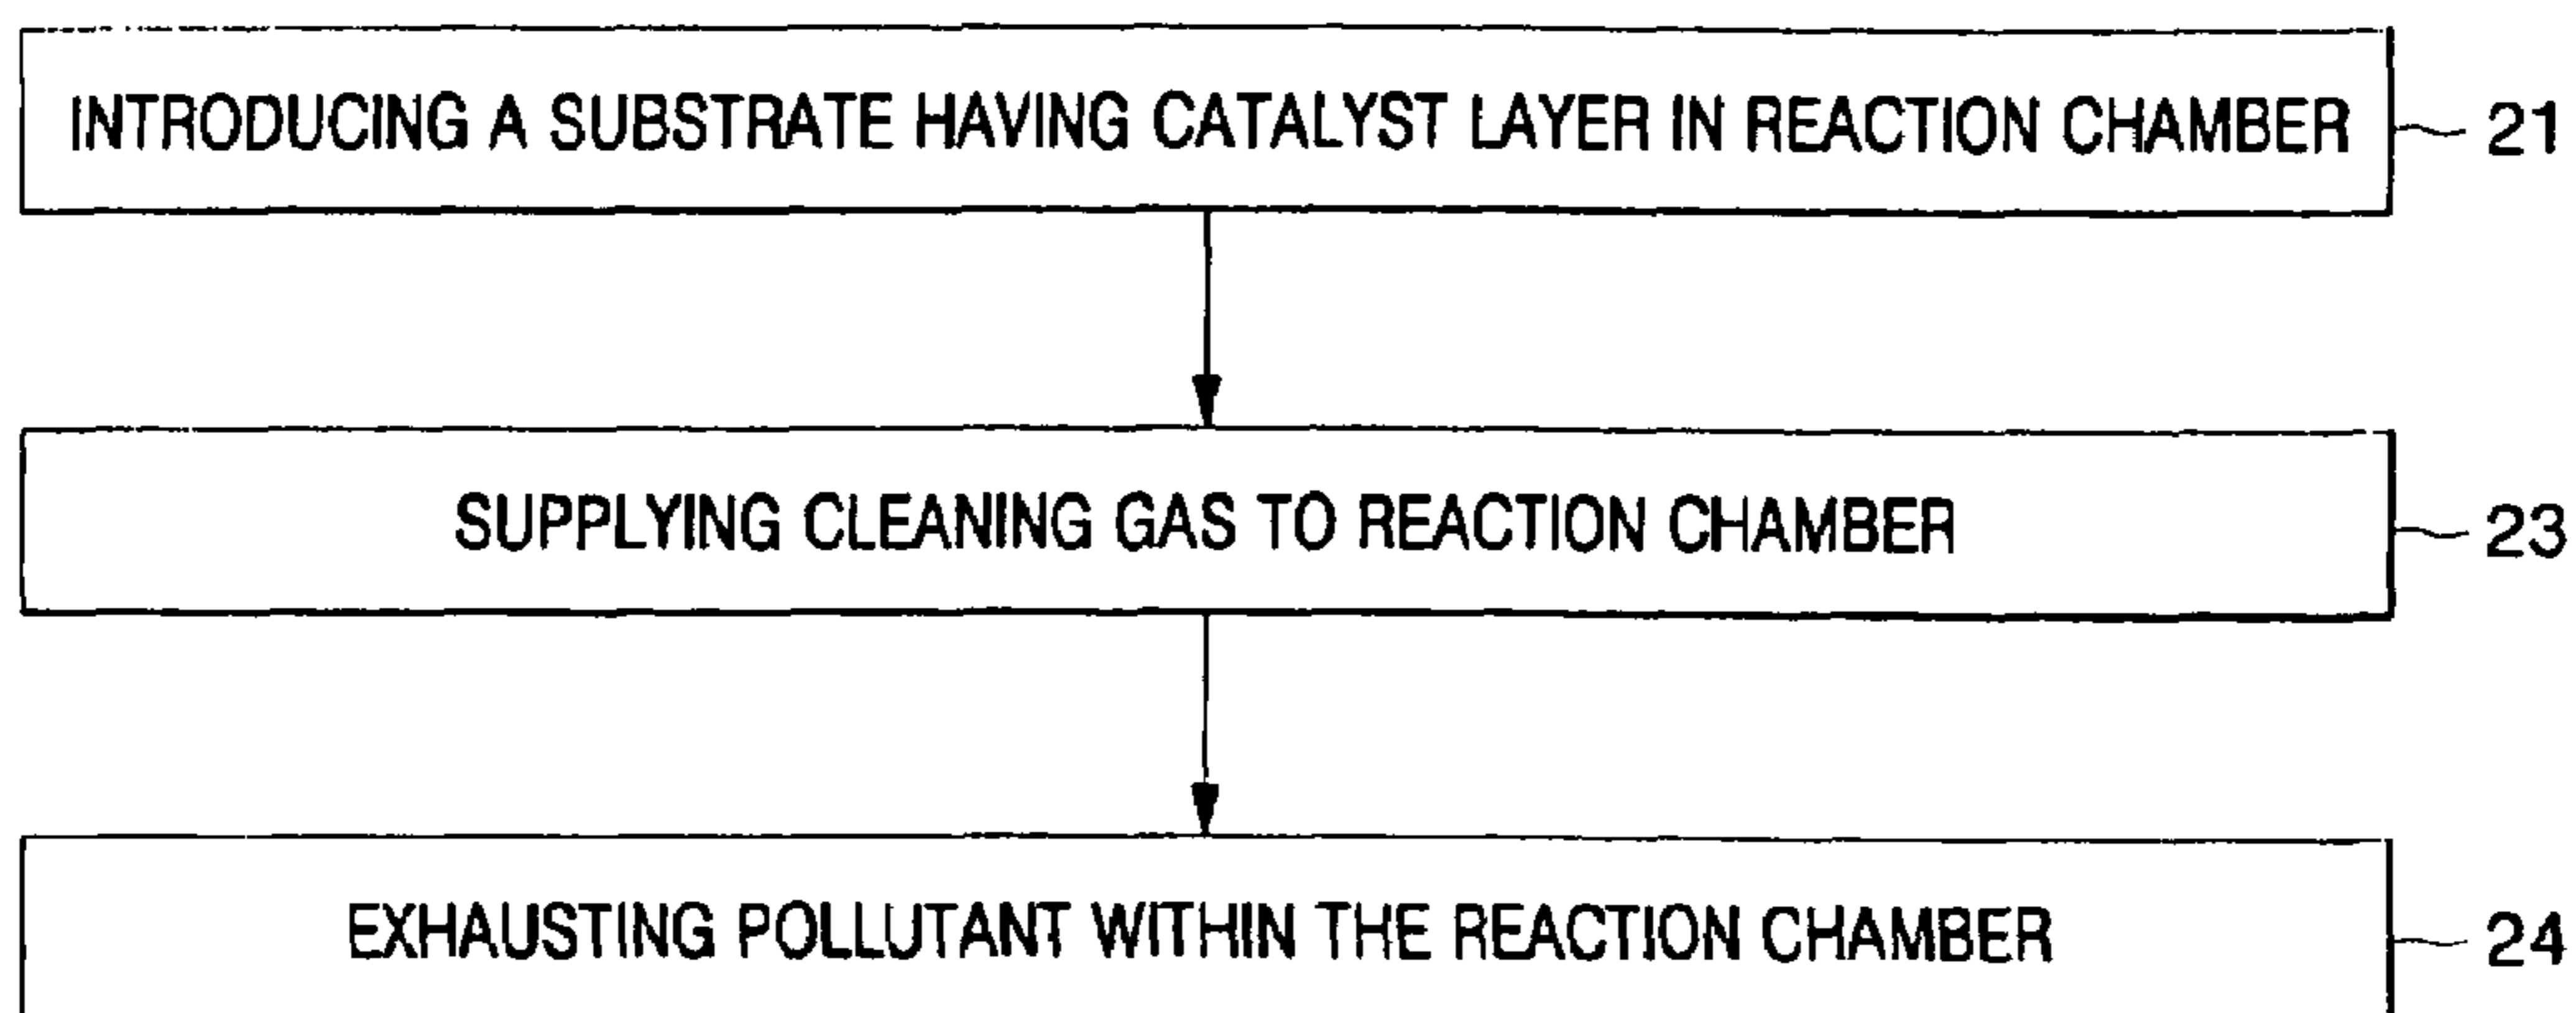 INTRODUCING A SUBSTRATE HAVING CATALYST LAYER IN REACTION CHAMBER 21
SUPPLYING CLEANING GAS TO REACTION CHAMBER 23
EXHAUSTING POLLUTANT WITHIN THE REACTION CHAMBER 24